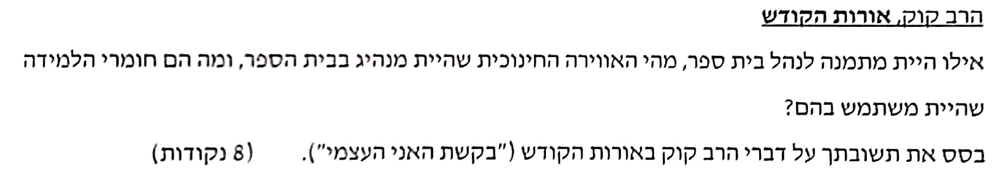 הרב קוק, אורות הקודש
אילו היית מתמנה לנהל בית ספר, מהי האווירה החינוכית שהיית מנהיג בבית הספר, ומה הם חומרי הלמידה
שהיית משתמש בהם?
בסס את תשובתך על דברי הרב קוק באורות הקודש ("בקשת האני העצמי"). (8 נקודות)